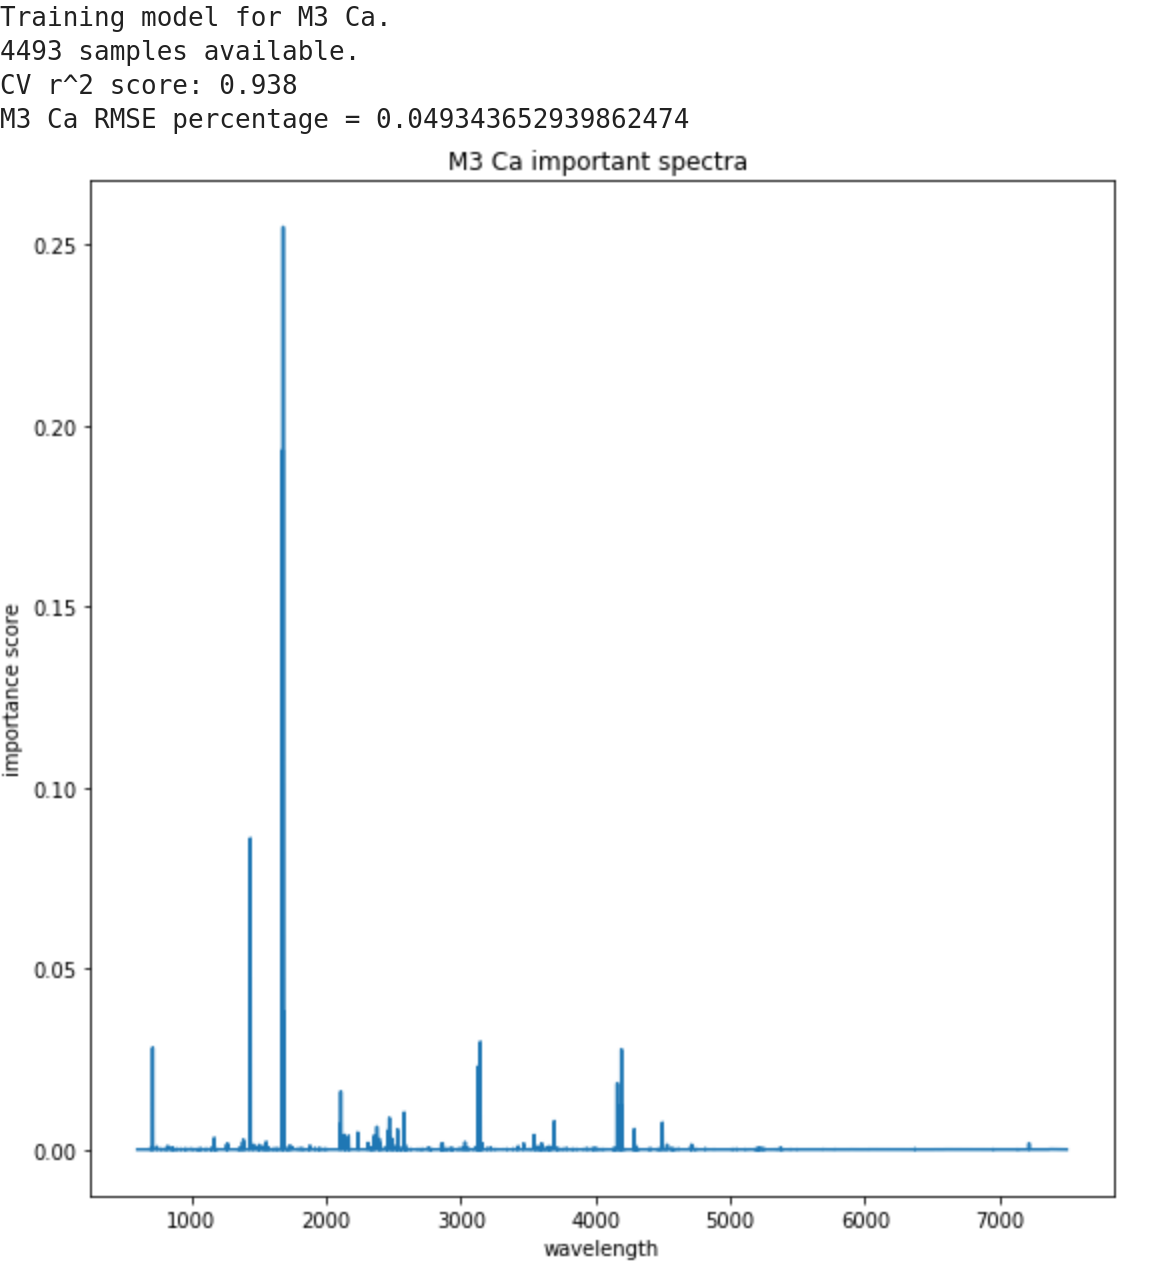 Training model for M3 Ca.
4493 samples available.
CV r^2 score: 0.938
M3 Ca RMSE percentage = 0.049343652939862474
M3 Ca important spectra
importance score
0.25
0.20
0.15
0.10
0.05
0.00
1000 2000 3000 4000 5000 6000 7000
wavelength